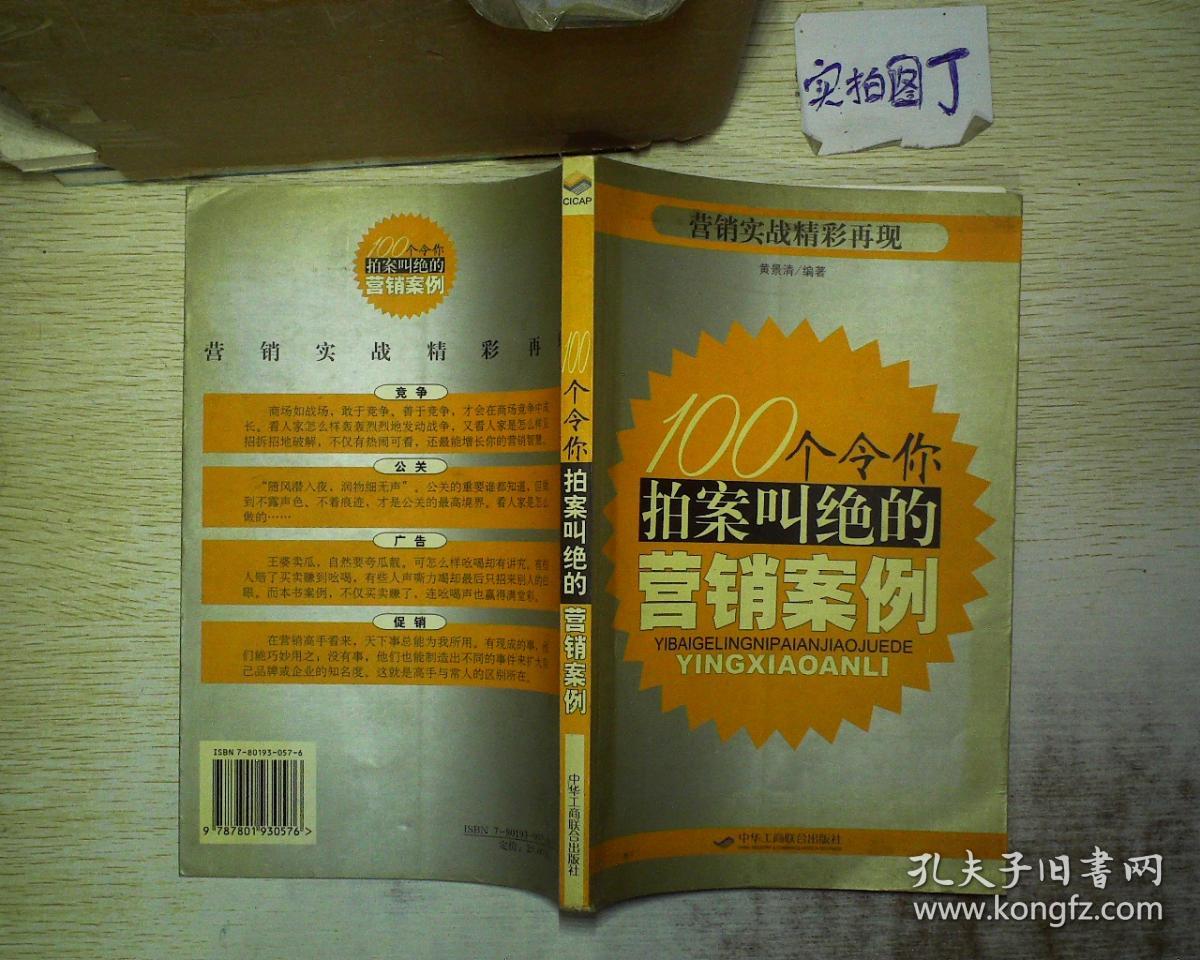 实拍图丁
100个令你
拍案叫绝的
营销案例
营销实战精彩再
竞争
商场如战场，敢于竞争、善于竞争，才会在商场竞争中成
长。看人家怎么样轰轰烈烈地发动战争，又看人家是怎么样见
招拆招地破解，不仅有热闹可看，还最能增长你的营销智慧。
公关
“随风潜入夜，润物细无声”。公关的重要谁都知道，但做
到不露声色、不着痕迹，才是公关的最高境界。看人家是怎么
做的……
广告
王婆卖瓜，自然要夸瓜靓。可怎么样吆喝却有讲究。有些
人赔了买卖赚到吆喝，有些人声嘶力竭却最后只招来别人的白
眼。而本书案例，不仅买卖赚了，连吆喝声也赢得满堂彩。
促销
在营销高手看来，天下事总能为我所用。有现成的事，他
们能巧妙用之；没有事，他们也能制造出不同的事件来扩大自
己品牌或企业的知名度。这就是高手与常人的区别所在。
ISBN 7-80193-057-6
9 787801 930576 >
ISBN 7-80193-
定价：
CICAP
100个令你拍案叫绝的营销案例
中华工商联合出版社
营销实战精彩再现
黄景清/编著
100个令你
拍案叫绝的
营销案例
YIBAIGELINGNIPAIANJIAOJUEDE
YINGXIAOANLI
中华工商联合出版社
孔夫子旧书网
www.kongfz.com